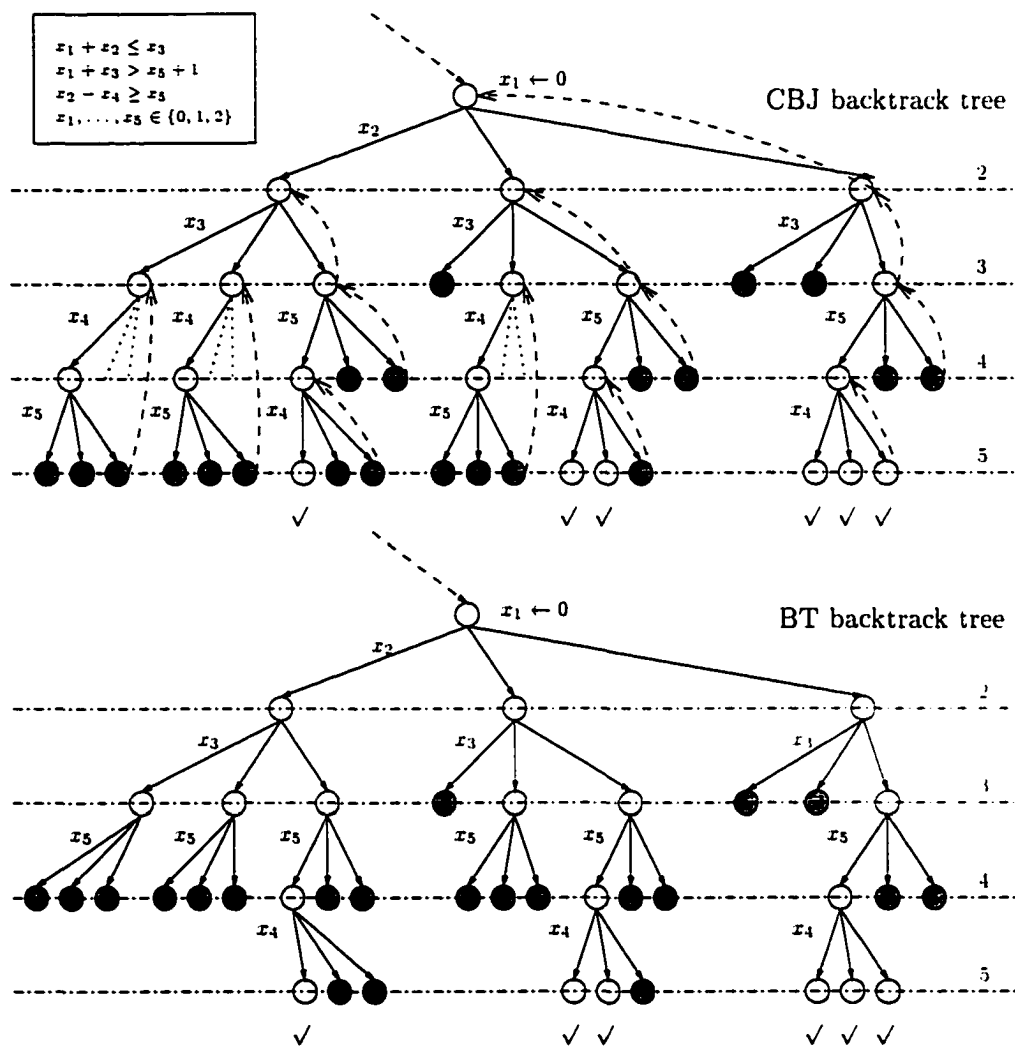 x₁ + x₂ ≤ x₃
x₁ + x₃ > x₅ + 1
x₂ − x₄ ≥ x₅
x₁, . . . , x₅ ∈ {0, 1, 2}
x₁ ← 0
CBJ backtrack tree
x₂
2
x₃ x₃ x₃
3
x₄ x₄ x₅ x₄ x₅ x₅
4
x₅ x₅ x₄ x₅ x₄ x₄
5
✓ ✓ ✓ ✓ ✓ ✓
x₁ ← 0
BT backtrack tree
x₂
2
x₃ x₃ x₃
3
x₅ x₅ x₅ x₅ x₅ x₅
4
x₄ x₄ x₄
5
✓ ✓ ✓ ✓ ✓ ✓